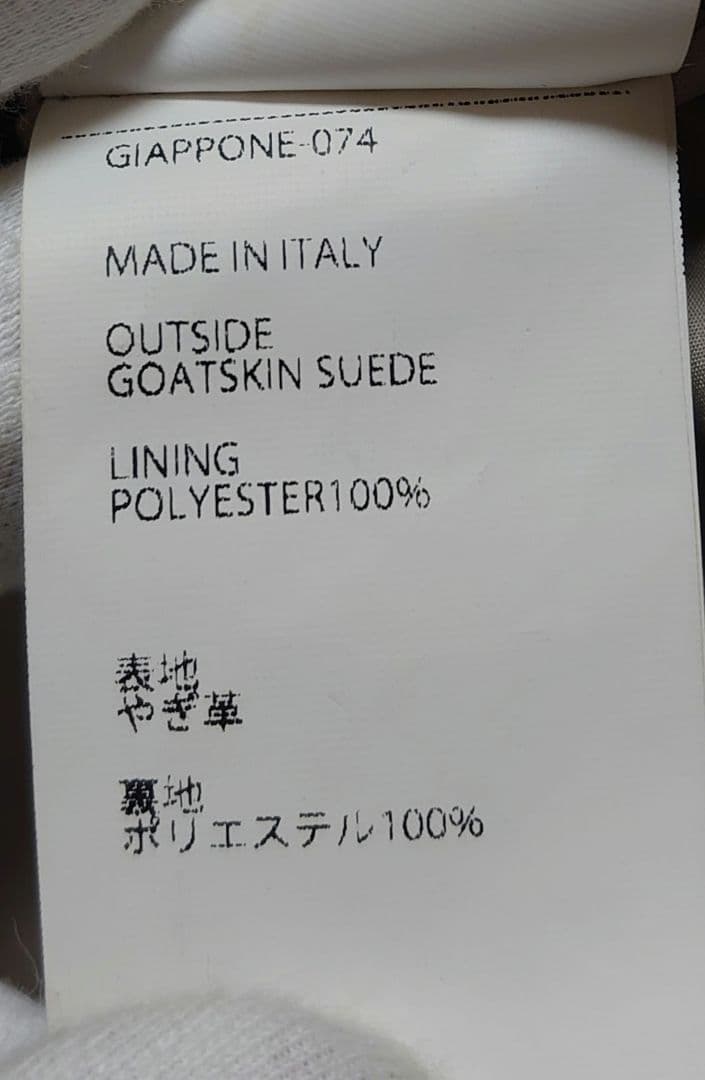 GIAPPONE-074
MADE IN ITALY
OUTSIDE
GOATSKIN SUEDE
LINING
POLYESTER100%
表地
やぎ革
裏地
ポリエステル100%